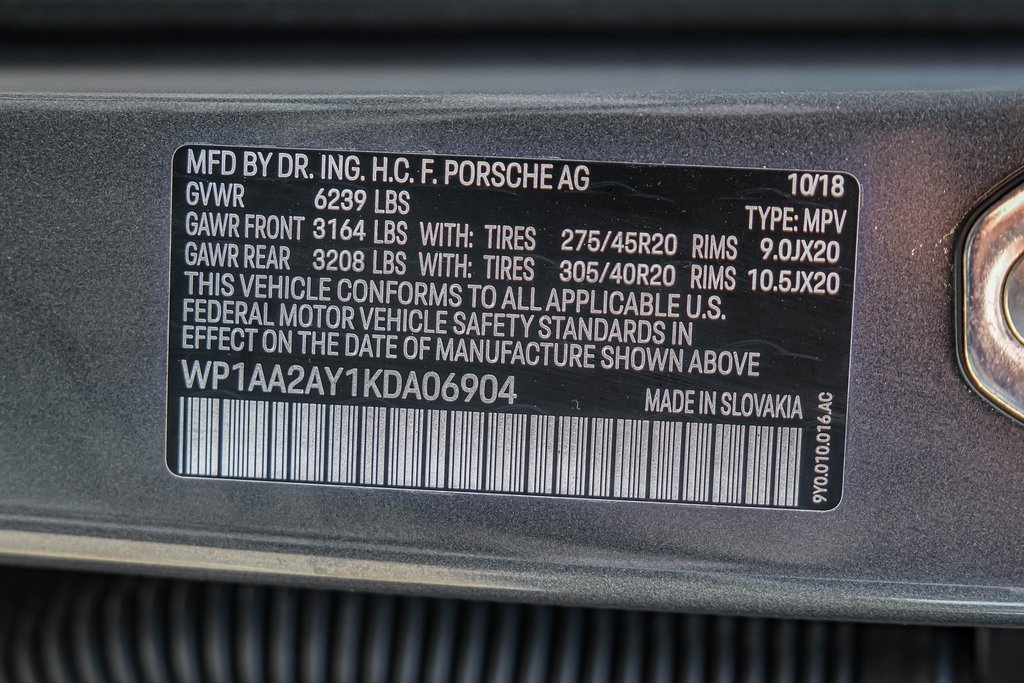 MFD BY DR. ING. H.C. F. PORSCHE AG 10/18
GVWR 6239 LBS TYPE: MPV
GAWR FRONT 3164 LBS WITH: TIRES 275/45R20 RIMS 9.0JX20
GAWR REAR 3208 LBS WITH: TIRES 305/40R20 RIMS 10.5JX20
THIS VEHICLE CONFORMS TO ALL APPLICABLE U.S.
FEDERAL MOTOR VEHICLE SAFETY STANDARDS IN
EFFECT ON THE DATE OF MANUFACTURE SHOWN ABOVE
WP1AA2AY1KDA06904 MADE IN SLOVAKIA
9Y0.010.016.AC